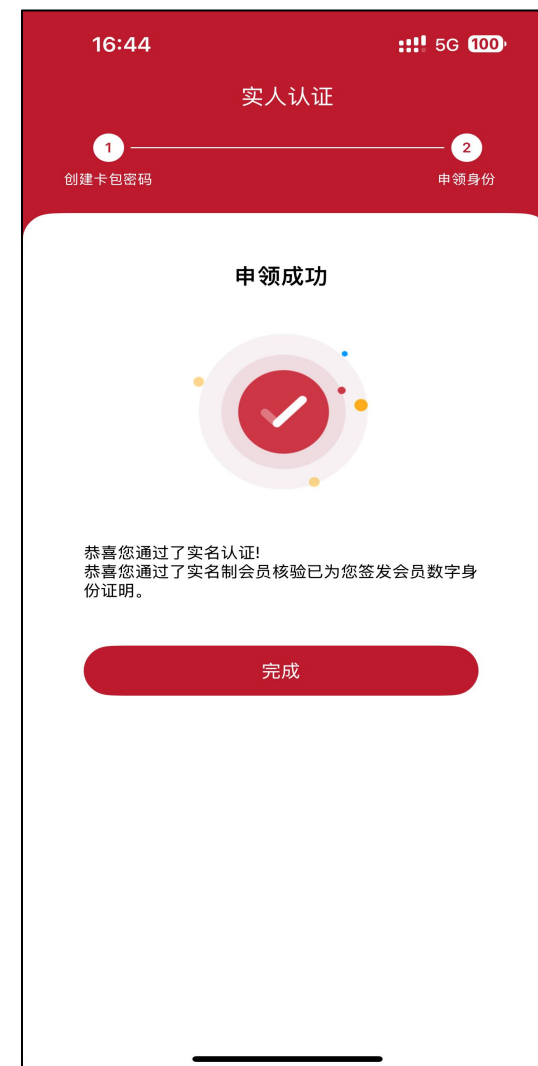 16:44 5G 100
实人认证
1 2
创建卡包密码 申领身份
申领成功
恭喜您通过了实名认证!
恭喜您通过了实名制会员核验已为您签发会员数字身
份证明。
完成